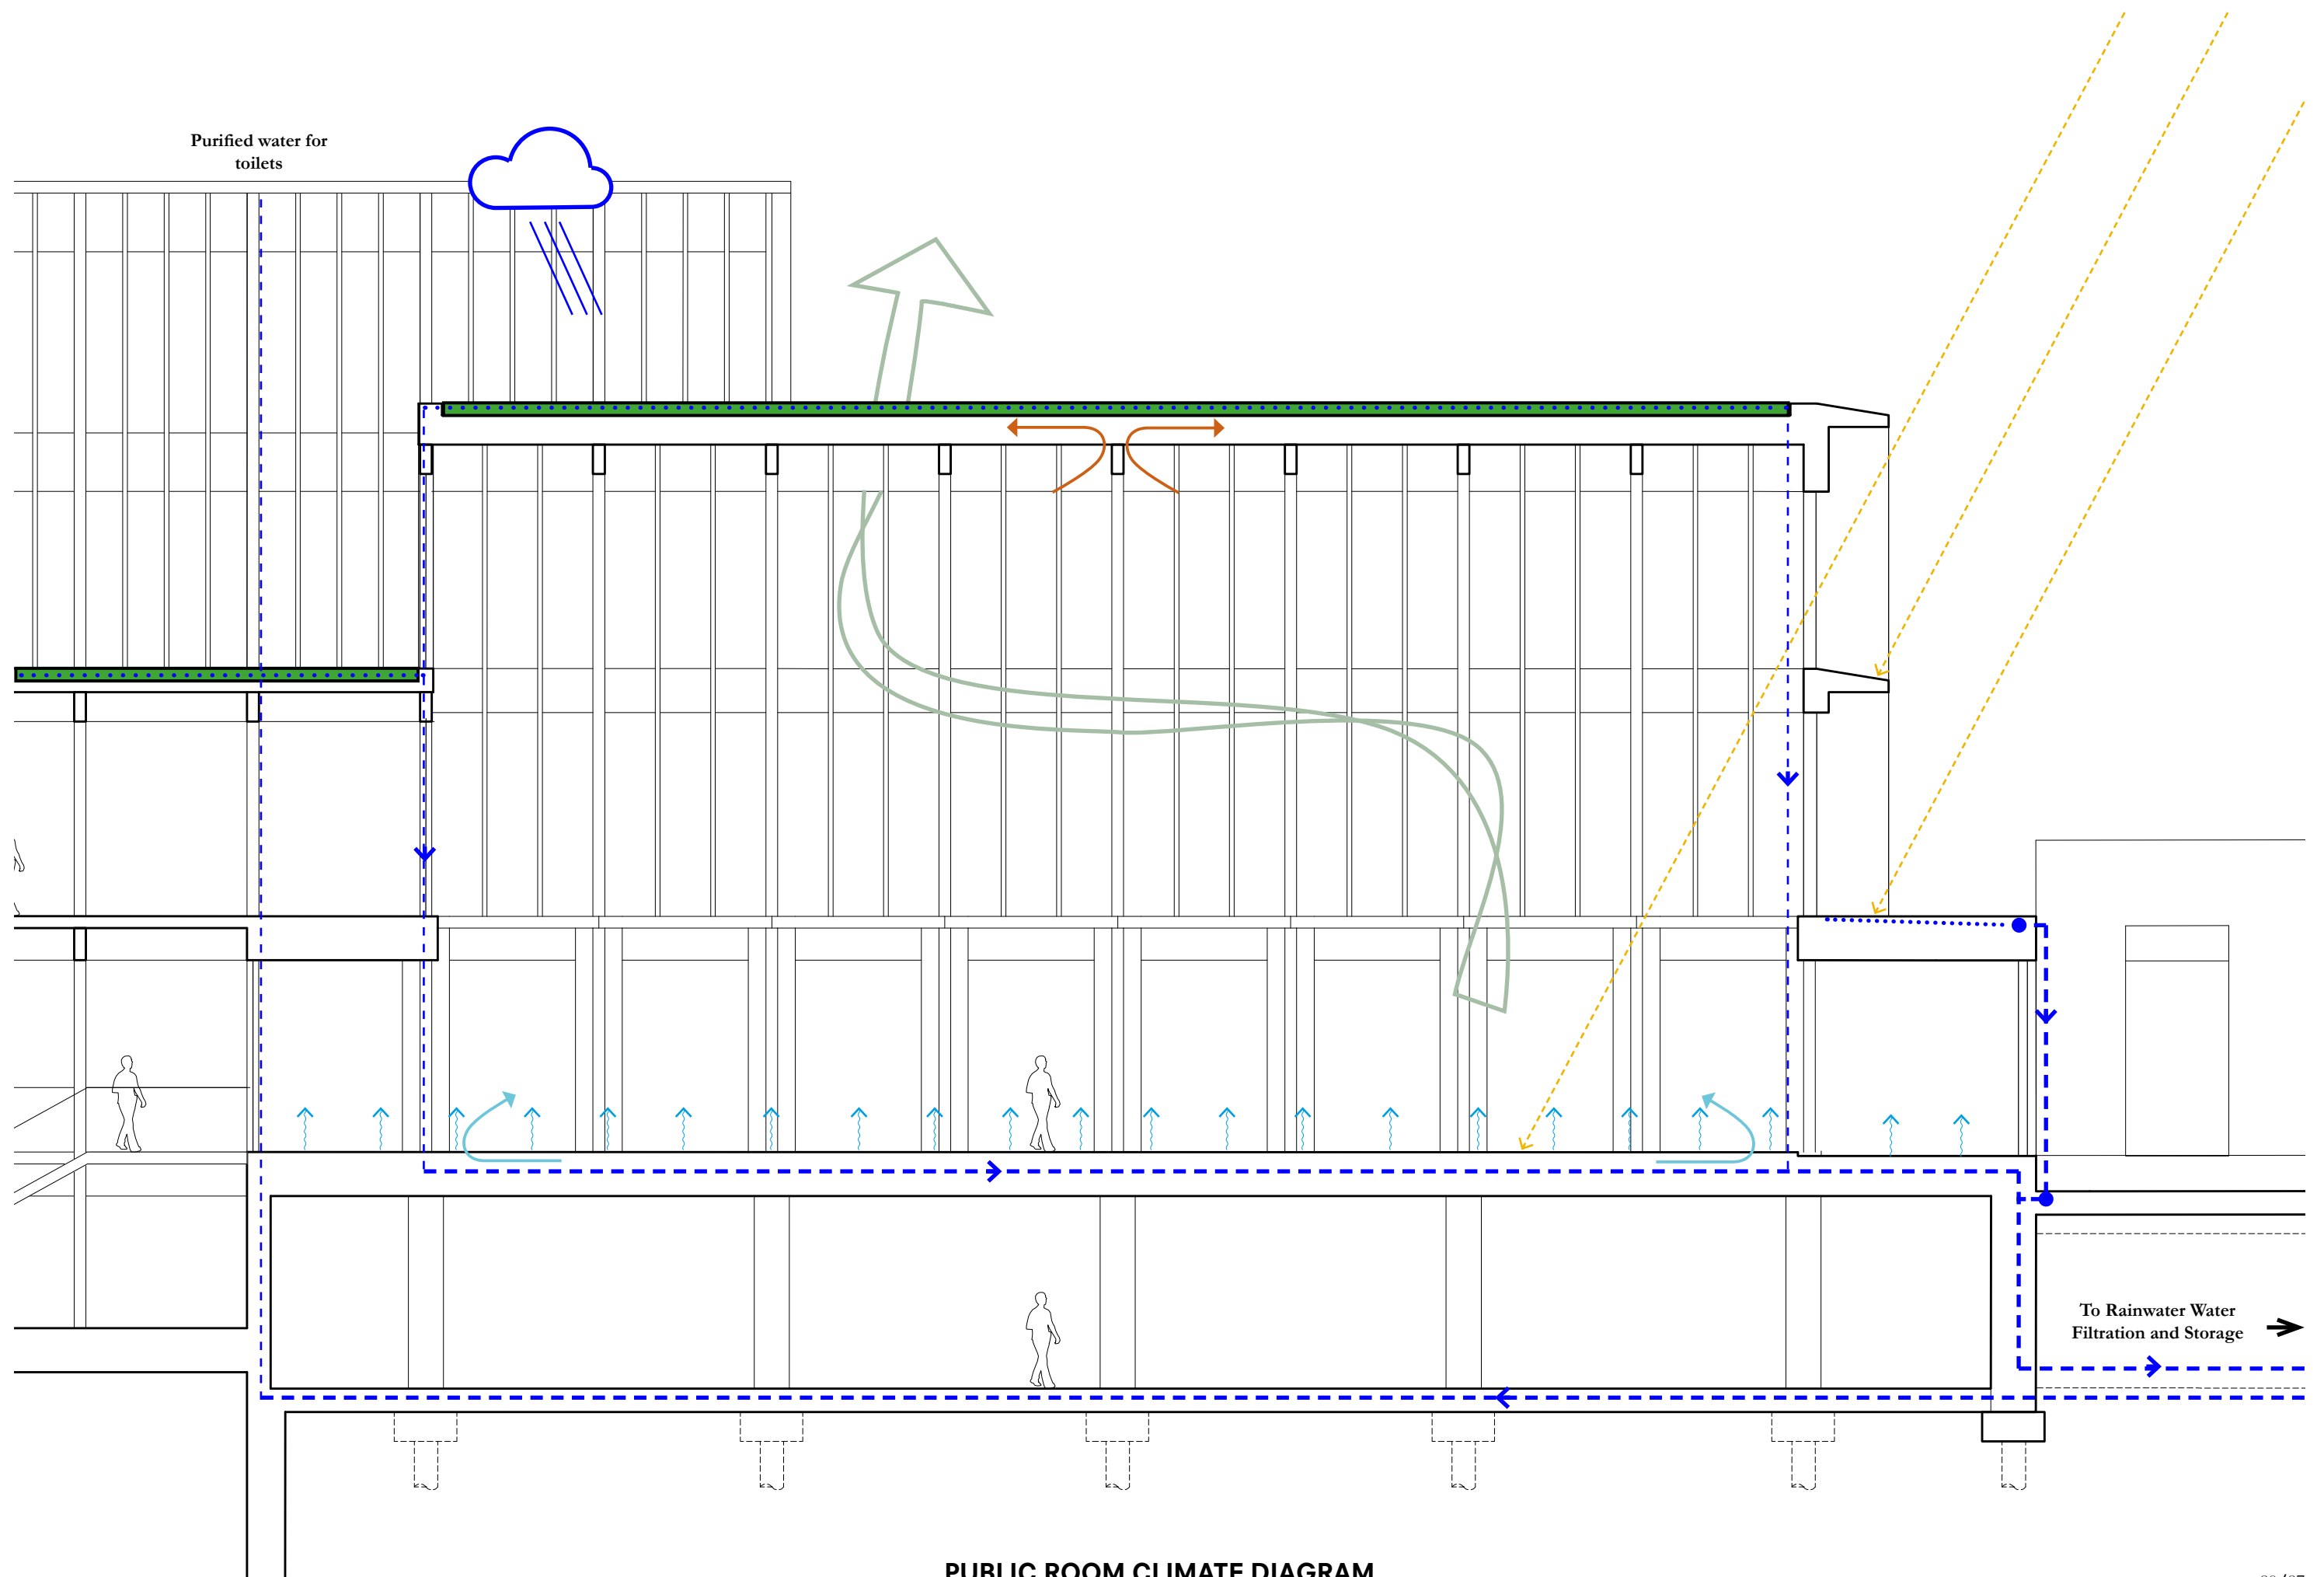 Purified water for
toilets
To Rainwater Water
Filtration and Storage
PUBLIC ROOM CLIMATE DIAGRAM